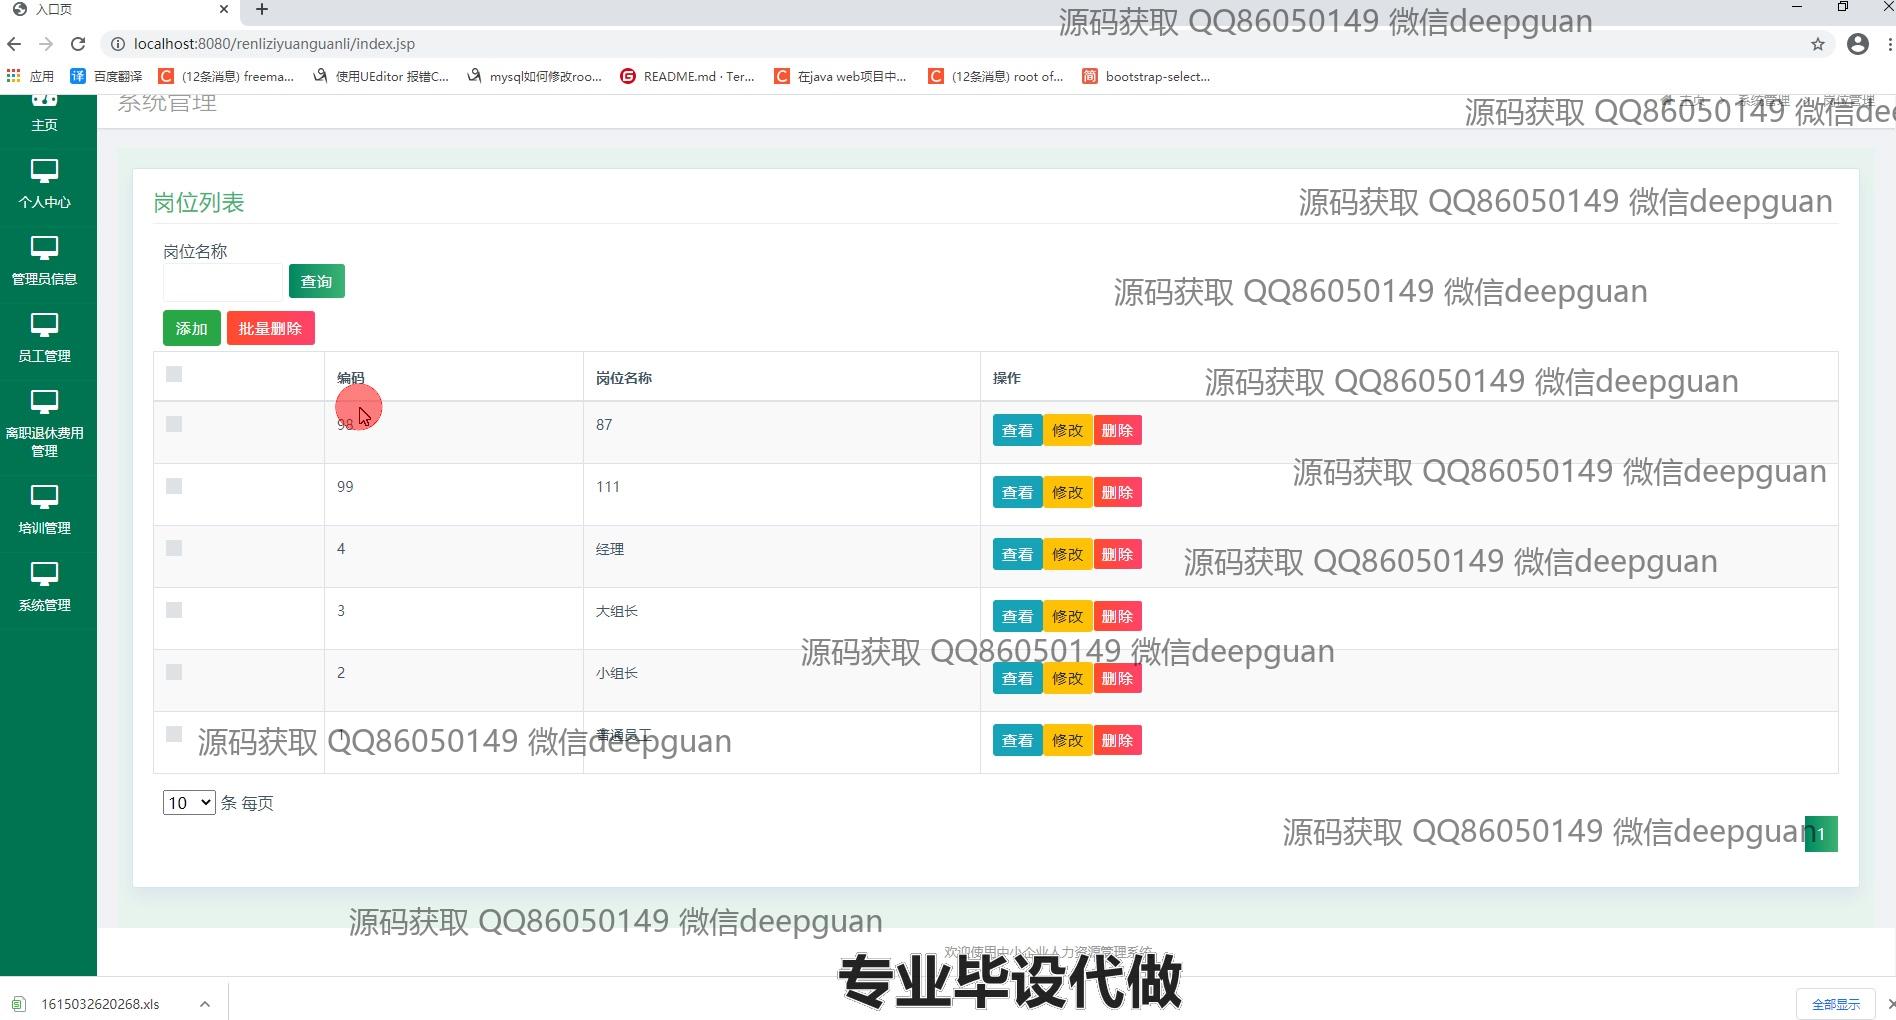 入口页
源码获取 QQ86050149 微信deepguan
localhost:8080/renliziyuanguanli/index.jsp
应用 百度翻译 (12条消息) freema... 使用UEditor 报错C... mysql如何修改roo... README.md · Ter... 在java web项目中... (12条消息) root of... bootstrap-select...
系统管理
主页 系统管理 岗位管理
源码获取 QQ86050149 微信dee
主页
个人中心
管理员信息
员工管理
离职退休费用
管理
培训管理
系统管理
岗位列表
源码获取 QQ86050149 微信deepguan
岗位名称
查询
源码获取 QQ86050149 微信deepguan
添加 批量删除
编码 岗位名称 操作
源码获取 QQ86050149 微信deepguan
98 87 查看 修改 删除
源码获取 QQ86050149 微信deepguan
99 111 查看 修改 删除
4 经理 查看 修改 删除
源码获取 QQ86050149 微信deepguan
3 大组长 查看 修改 删除
源码获取 QQ86050149 微信deepguan
2 小组长 查看 修改 删除
1 普通员工 查看 修改 删除
源码获取 QQ86050149 微信deepguan
10 条 每页
源码获取 QQ86050149 微信deepguan
1
源码获取 QQ86050149 微信deepguan
欢迎使用中小企业人力资源管理系统
专业毕设代做
1615032620268.xls
全部显示